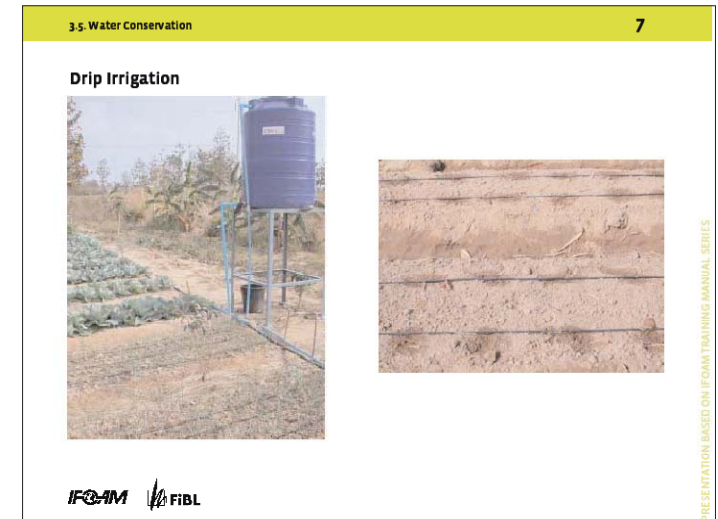 3.5. Water Conservation
7
Drip Irrigation
PRESENTATION BASED ON IFOAM TRAINING MANUAL SERIES
IFOAM
FiBL